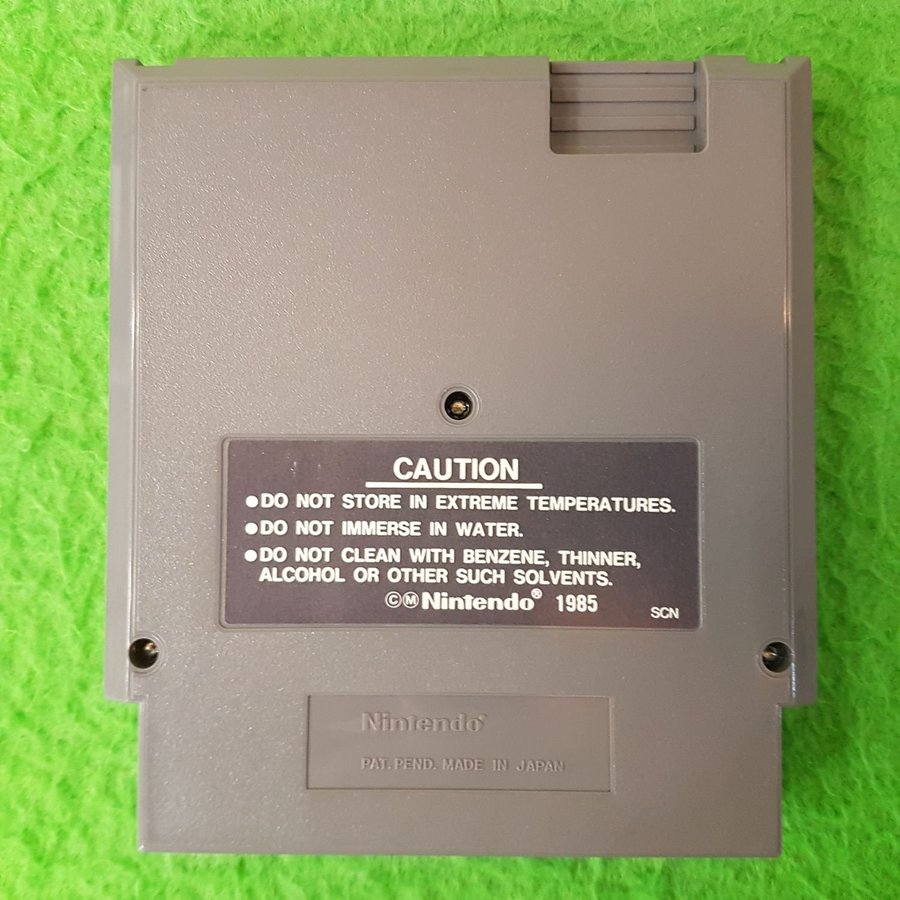 CAUTION
●DO NOT STORE IN EXTREME TEMPERATURES.
●DO NOT IMMERSE IN WATER.
●DO NOT CLEAN WITH BENZENE, THINNER,
ALCOHOL OR OTHER SUCH SOLVENTS.
ⒸⓂNintendo® 1985
SCN
Nintendo®
PAT. PEND. MADE IN JAPAN